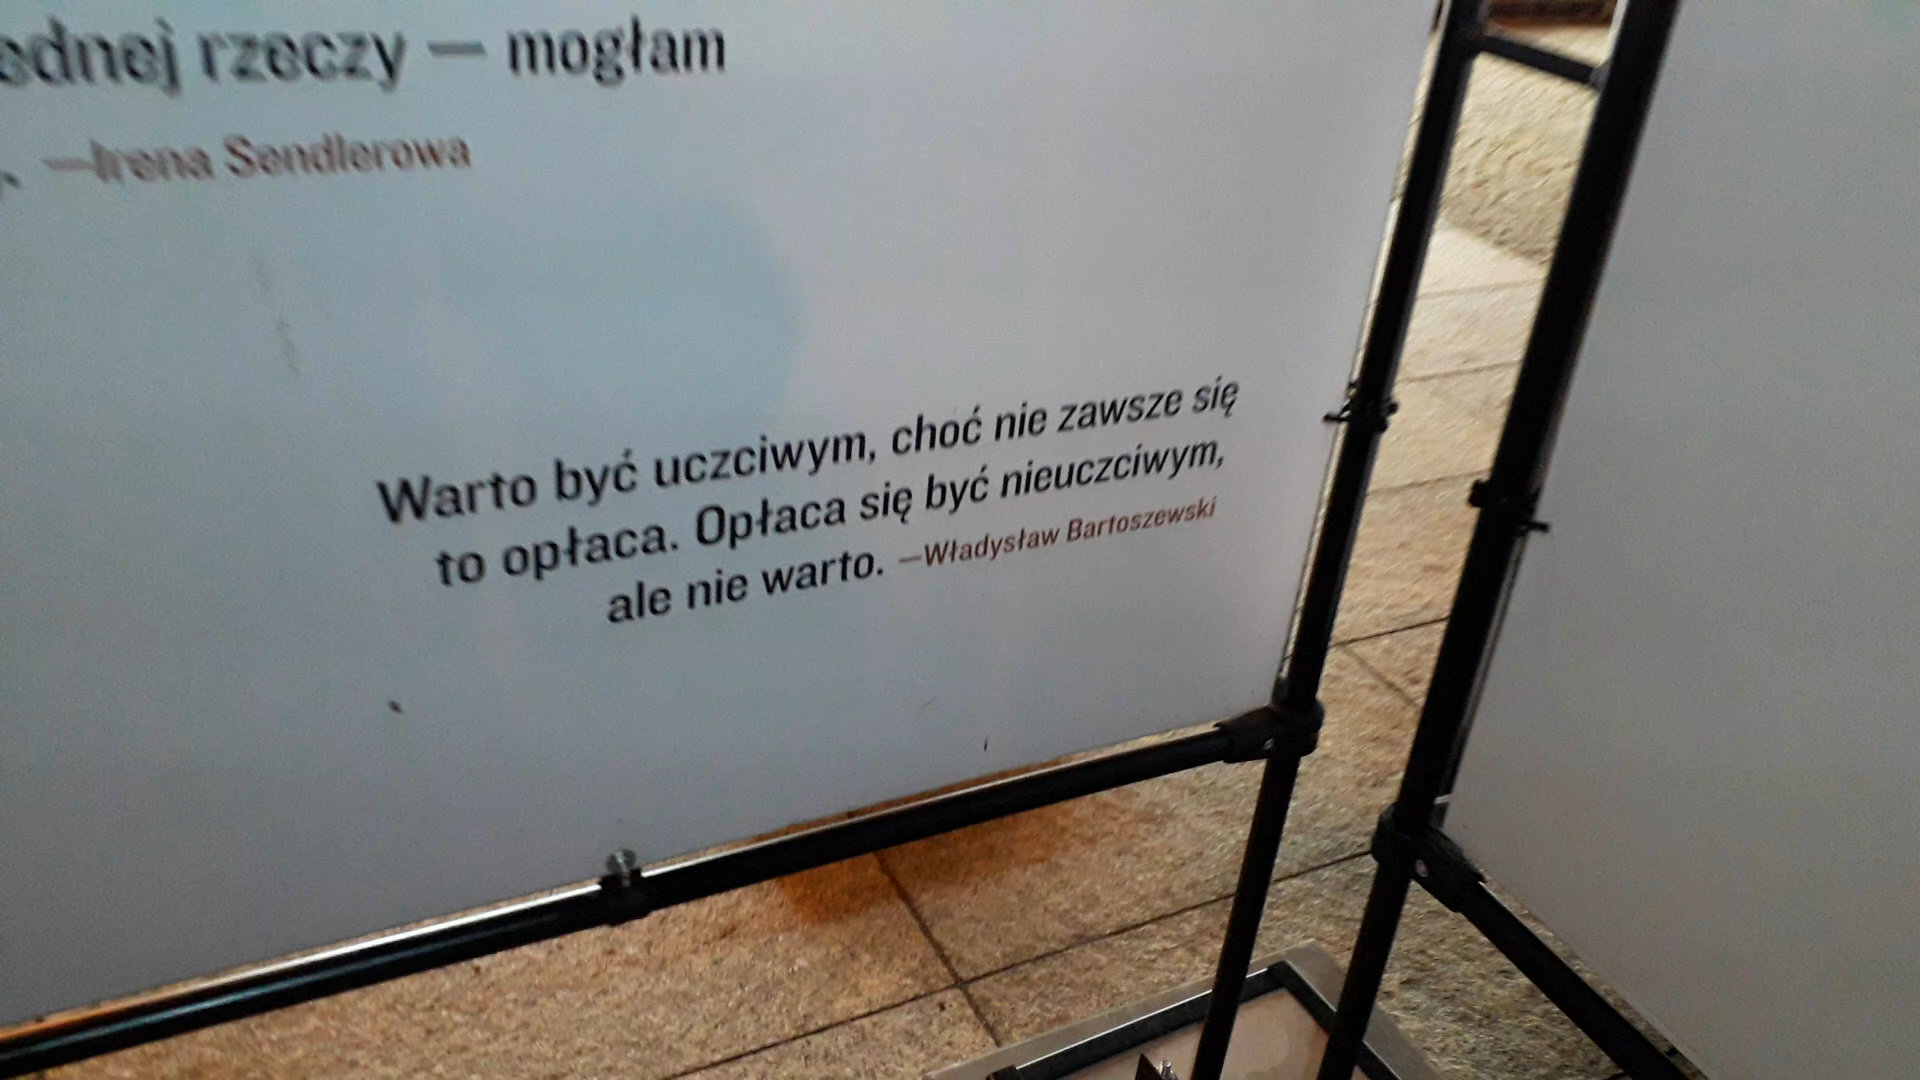 ednej rzeczy — mogłam
—Irena Sendlerowa
Warto być uczciwym, choć nie zawsze się
to opłaca. Opłaca się być nieuczciwym,
ale nie warto. —Władysław Bartoszewski